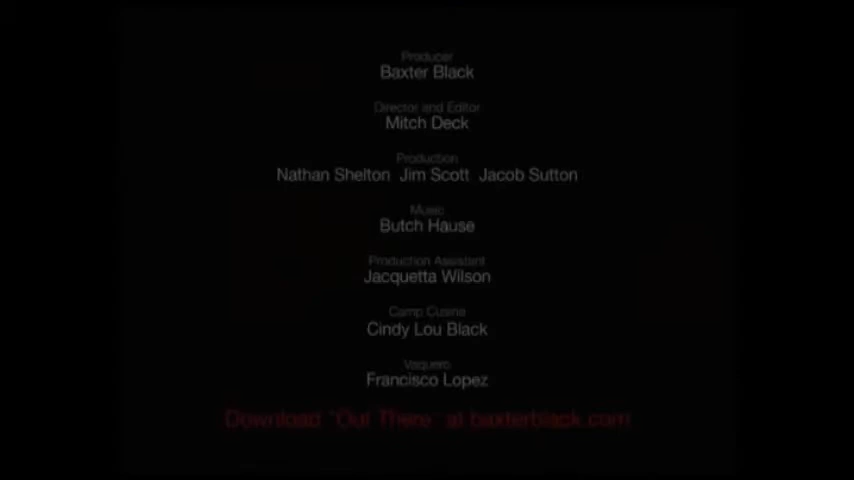 Producer
Baxter Black
Director and Editor
Mitch Deck
Production
Nathan Shelton  Jim Scott  Jacob Sutton
Music
Butch Hause
Production Assistant
Jacquetta Wilson
Camp Cusine
Cindy Lou Black
Vaquero
Francisco Lopez
Download "Out There" at baxterblack.com